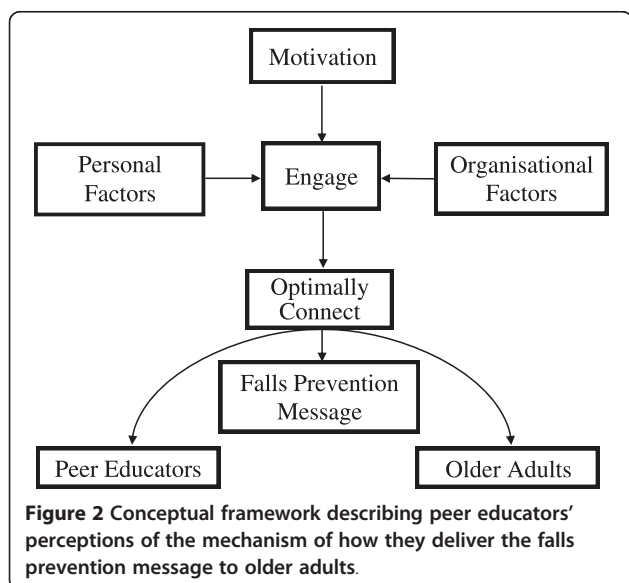 Motivation
Personal
Factors
Engage
Organisational
Factors
Optimally
Connect
Falls Prevention
Message
Peer Educators
Older Adults
Figure 2 Conceptual framework describing peer educators’
perceptions of the mechanism of how they deliver the falls
prevention message to older adults.